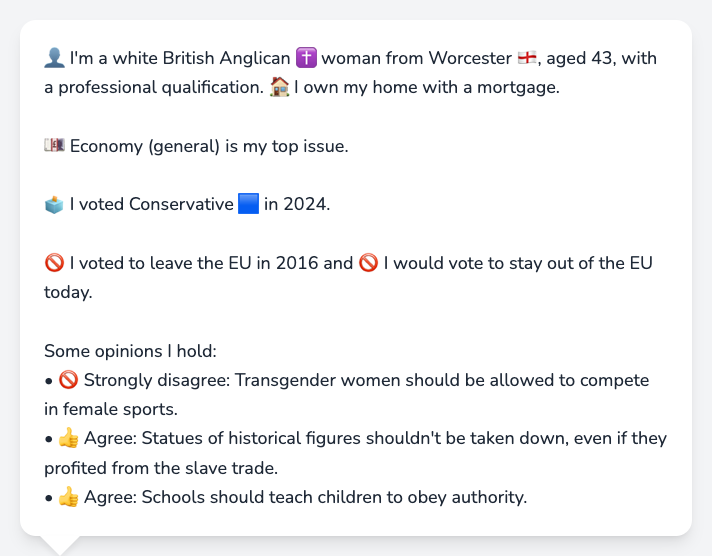 👤 I'm a white British Anglican ✝️ woman from Worcester 🏴󠁧󠁢󠁥󠁮󠁧󠁿, aged 43, with
a professional qualification. 🏠 I own my home with a mortgage.
💷 Economy (general) is my top issue.
🗳️ I voted Conservative 🟦 in 2024.
🚫 I voted to leave the EU in 2016 and 🚫 I would vote to stay out of the EU
today.
Some opinions I hold:
• 🚫 Strongly disagree: Transgender women should be allowed to compete
in female sports.
• 👍 Agree: Statues of historical figures shouldn't be taken down, even if they
profited from the slave trade.
• 👍 Agree: Schools should teach children to obey authority.